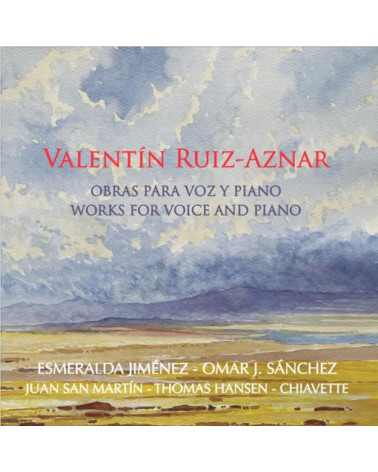 VALENTÍN RUIZ-AZNAR
OBRAS PARA VOZ Y PIANO
WORKS FOR VOICE AND PIANO
ESMERALDA JIMÉNEZ - OMAR J. SÁNCHEZ
JUAN SAN MARTÍN - THOMAS HANSEN - CHIAVETTE